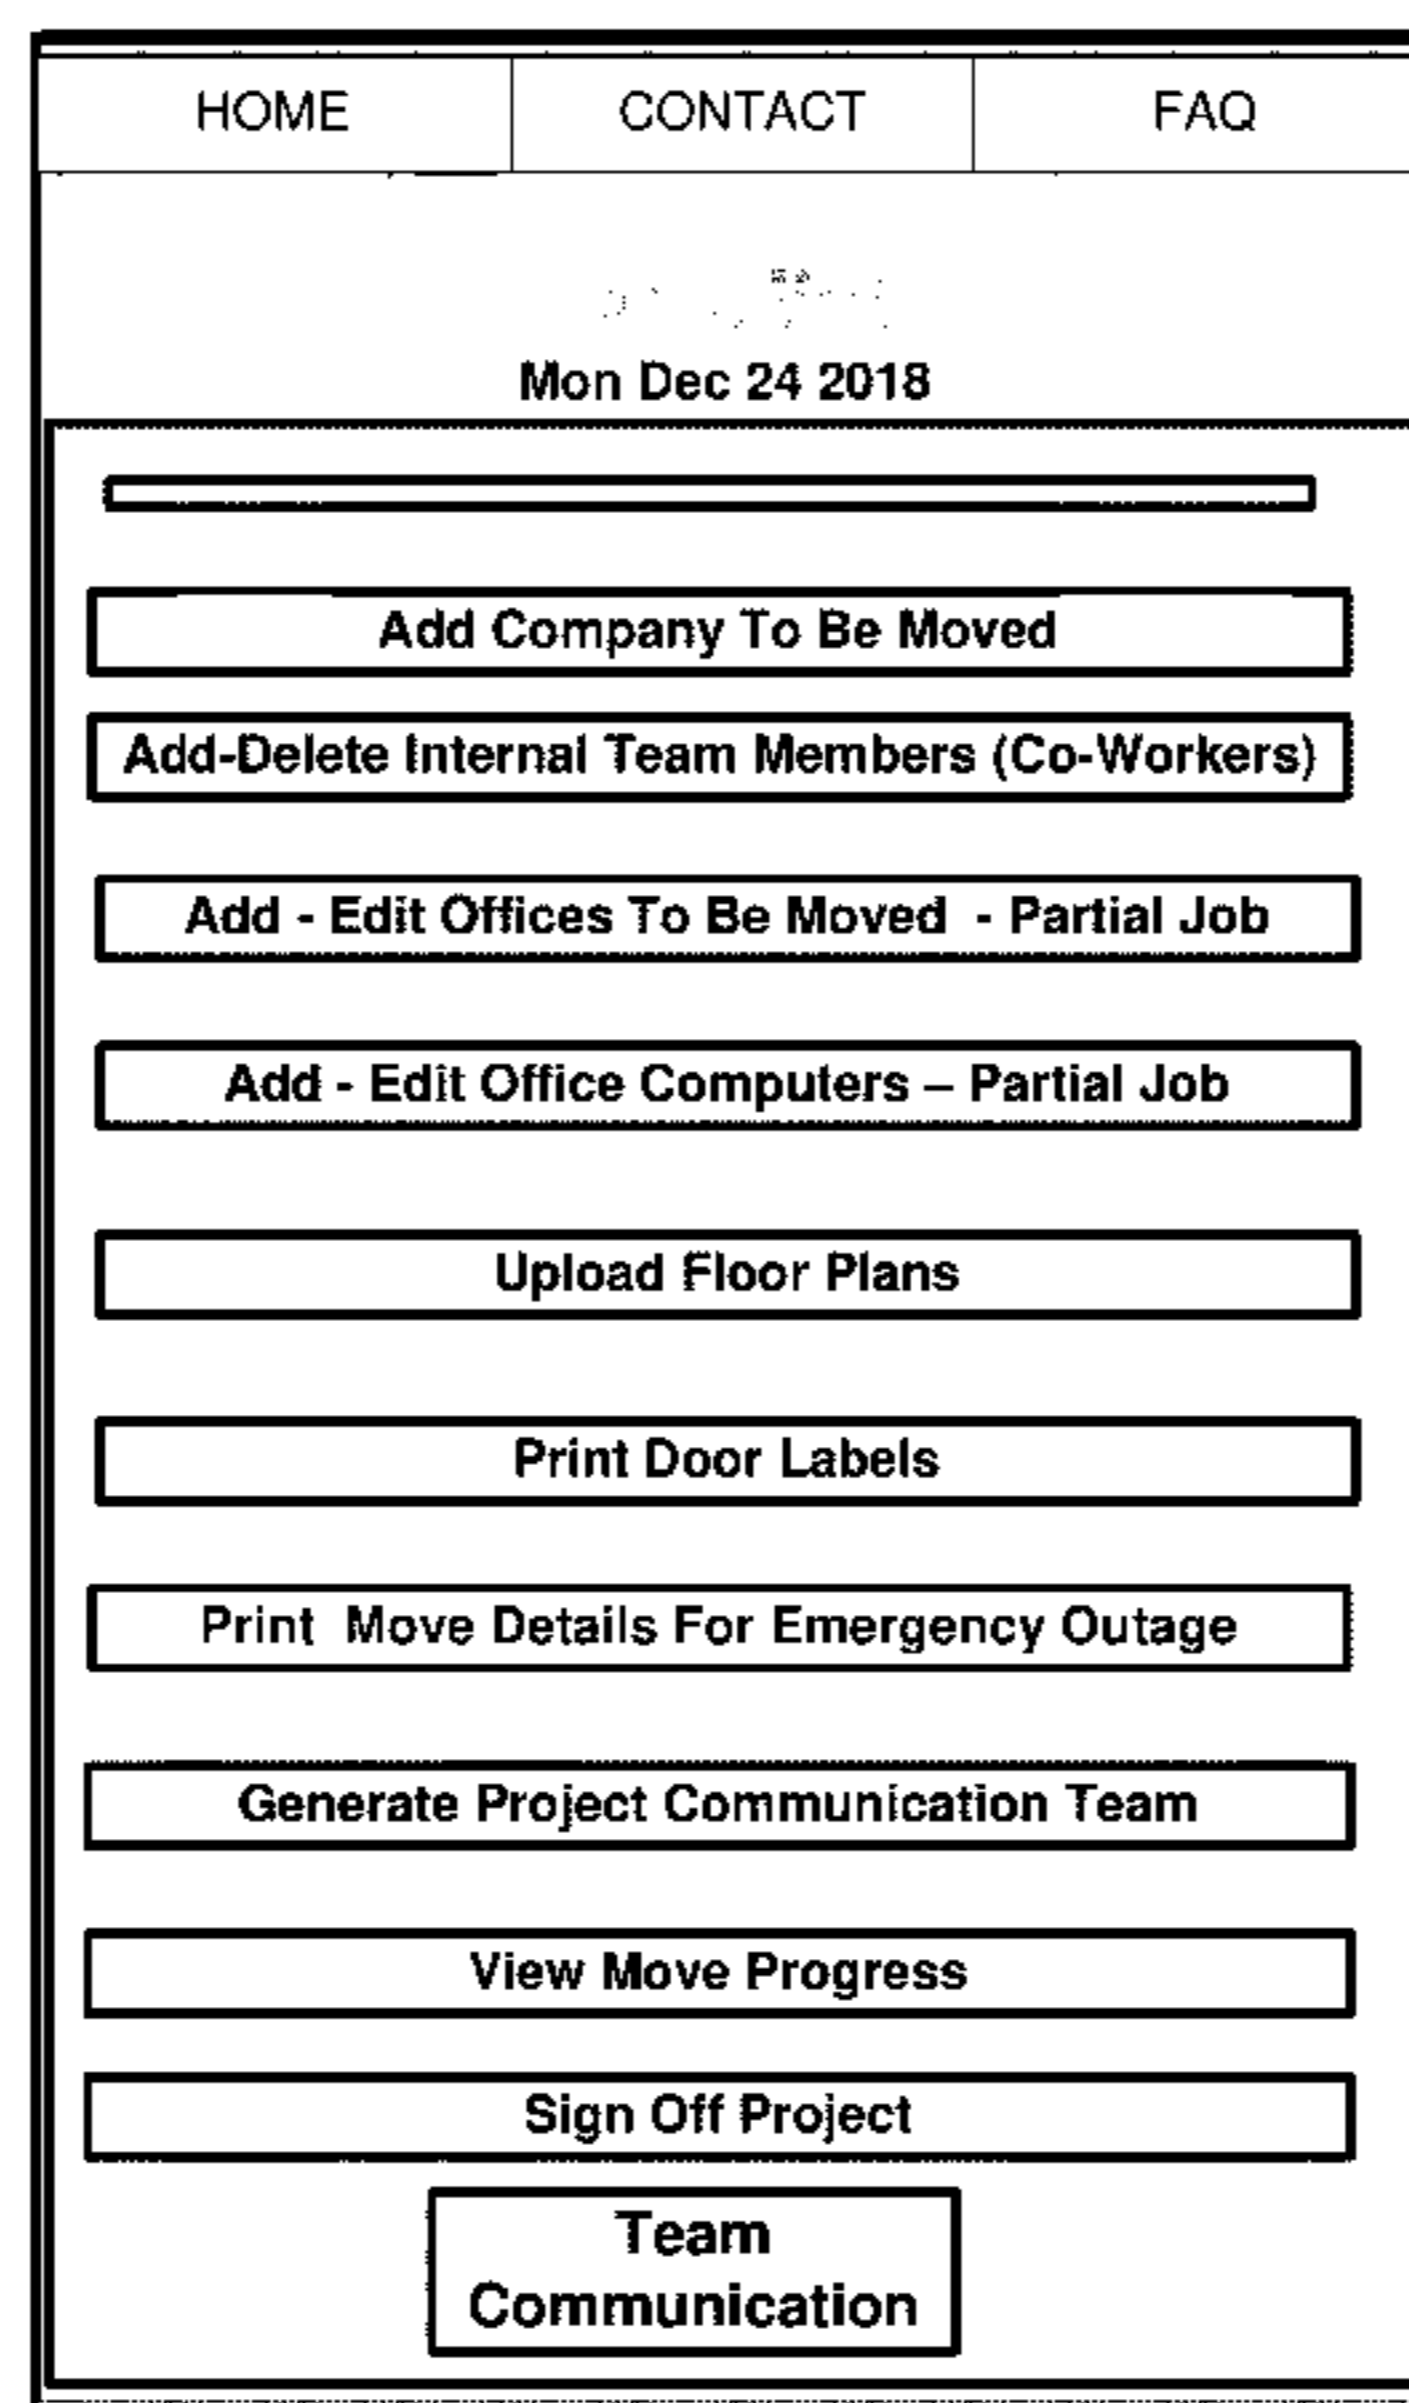 HOME CONTACT FAQ
Mon Dec 24 2018
Add Company To Be Moved
Add-Delete Internal Team Members (Co-Workers)
Add - Edit Offices To Be Moved - Partial Job
Add - Edit Office Computers – Partial Job
Upload Floor Plans
Print Door Labels
Print Move Details For Emergency Outage
Generate Project Communication Team
View Move Progress
Sign Off Project
Team
Communication